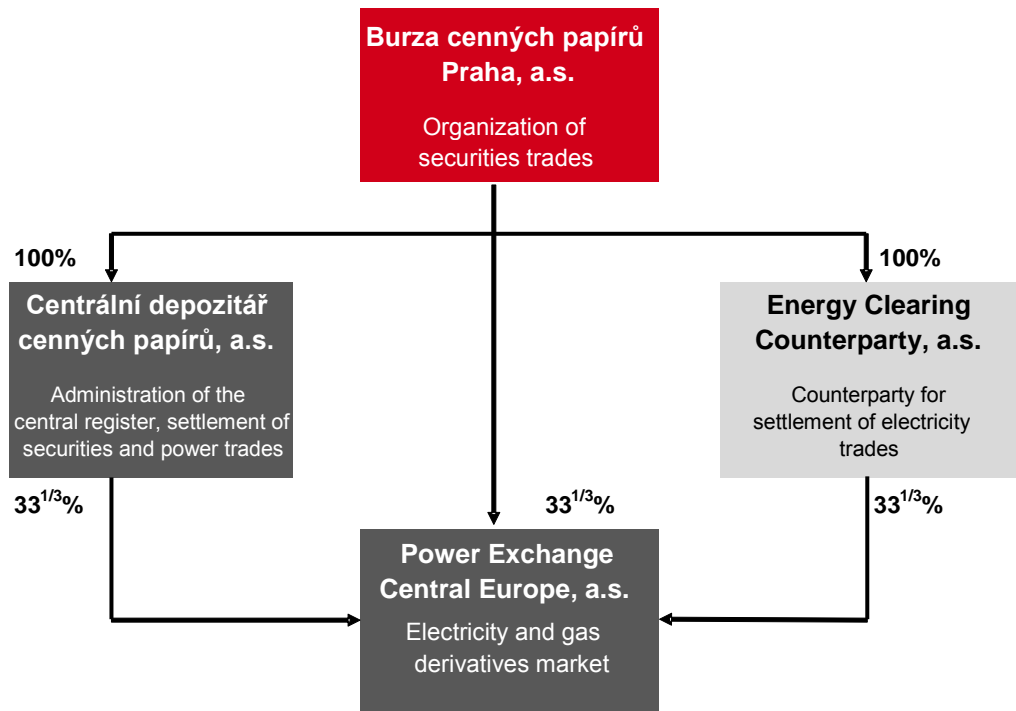 Burza cenných papírů
Praha, a.s.
Organization of
securities trades
100%
100%
Centrální depozitář
cenných papírů, a.s.
Administration of the
central register, settlement of
securities and power trades
Energy Clearing
Counterparty, a.s.
Counterparty for
settlement of electricity
trades
33^1/3%
33^1/3%
33^1/3%
Power Exchange
Central Europe, a.s.
Electricity and gas
derivatives market